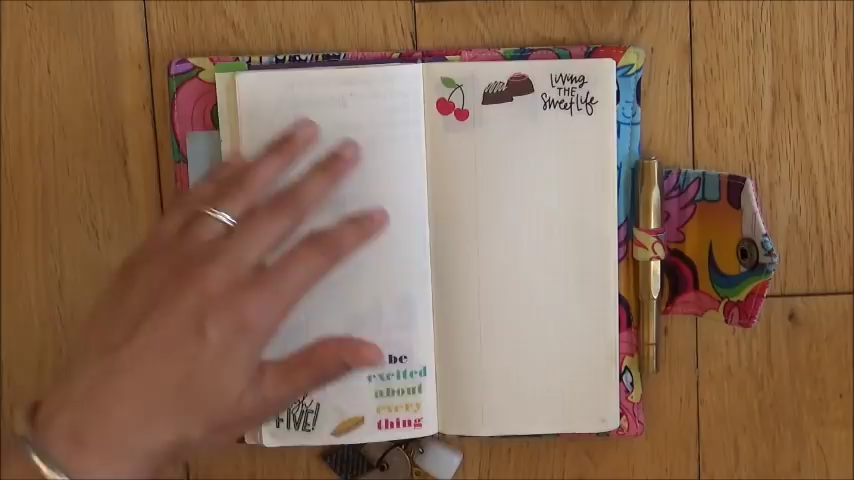 Living
THE
Sweet Life
be
excited
about
every
thing
FIVE!